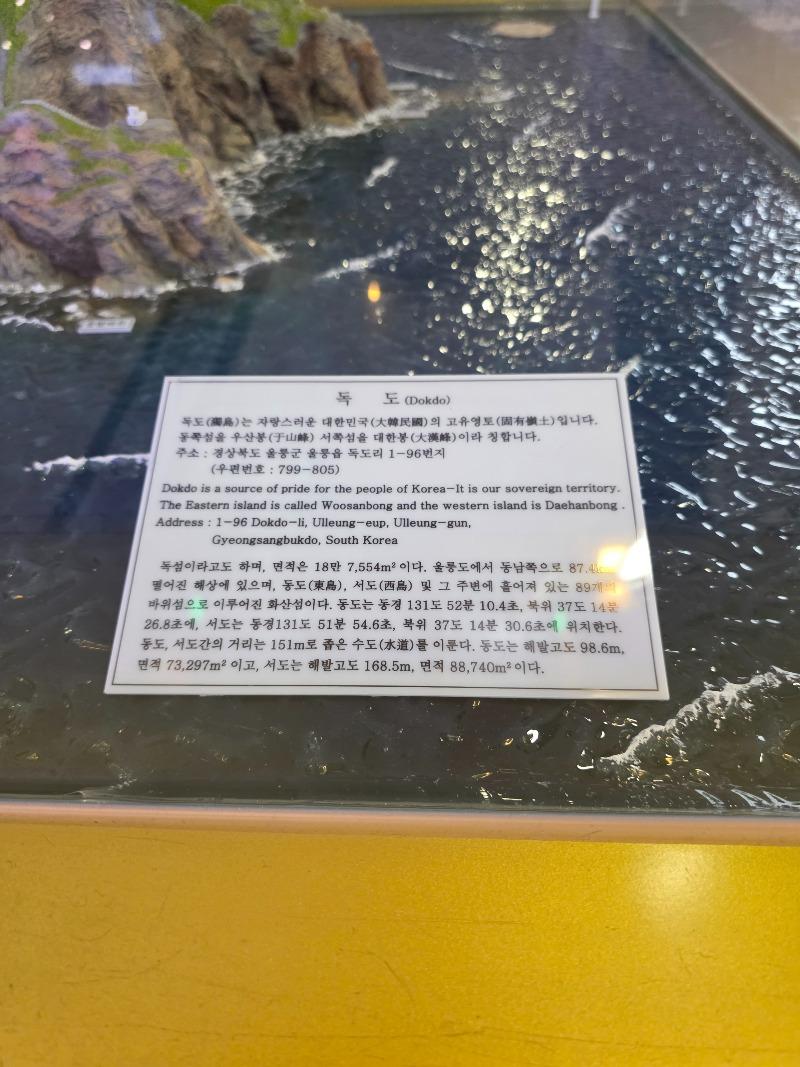 독 도 (Dokdo)
독도(獨島)는 자랑스러운 대한민국(大韓民國)의 고유영토(固有嶺土)입니다.
동쪽섬을 우산봉(于山峰) 서쪽섬을 대한봉(大漢峰)이라 칭합니다.
주소 : 경상북도 울릉군 울릉읍 독도리 1-96번지
(우편번호 : 799-805)
Dokdo is a source of pride for the people of Korea-It is our sovereign territory.
The Eastern island is called Woosanbong and the western island is Daehanbong .
Address : 1-96 Dokdo-li, Ulleung-eup, Ulleung-gun,
Gyeongsangbukdo, South Korea
독섬이라고도 하며, 면적은 18만 7,554m² 이다. 울릉도에서 동남쪽으로 87.4
떨어진 해상에 있으며, 동도(東島), 서도(西島) 및 그 주변에 흩어져 있는 89개의
바위섬으로 이루어진 화산섬이다. 동도는 동경 131도 52분 10.4초, 북위 37도 14분
26.8초에, 서도는 동경131도 51분 54.6초, 북위 37도 14분 30.6초에 위치한다.
동도, 서도간의 거리는 151m로 좁은 수도(水道)를 이룬다. 동도는 해발고도 98.6m,
면적 73,297m² 이고, 서도는 해발고도 168.5m, 면적 88,740m² 이다.